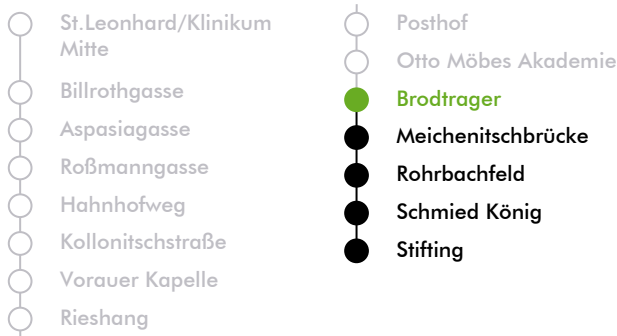 St.Leonhard/Klinikum
Mitte
Billrothgasse
Aspasiagasse
Roßmanngasse
Hahnhofweg
Kollonitschstraße
Vorauer Kapelle
Rieshang
Posthof
Otto Möbes Akademie
Brodtrager
Meichenitschbrücke
Rohrbachfeld
Schmied König
Stifting